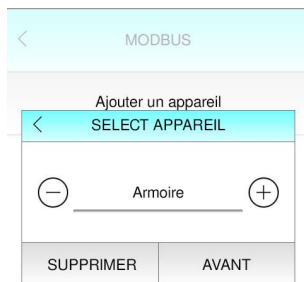 MODBUS
Ajouter un appareil
SELECT APPAREIL
Armoire
SUPPRIMER AVANT